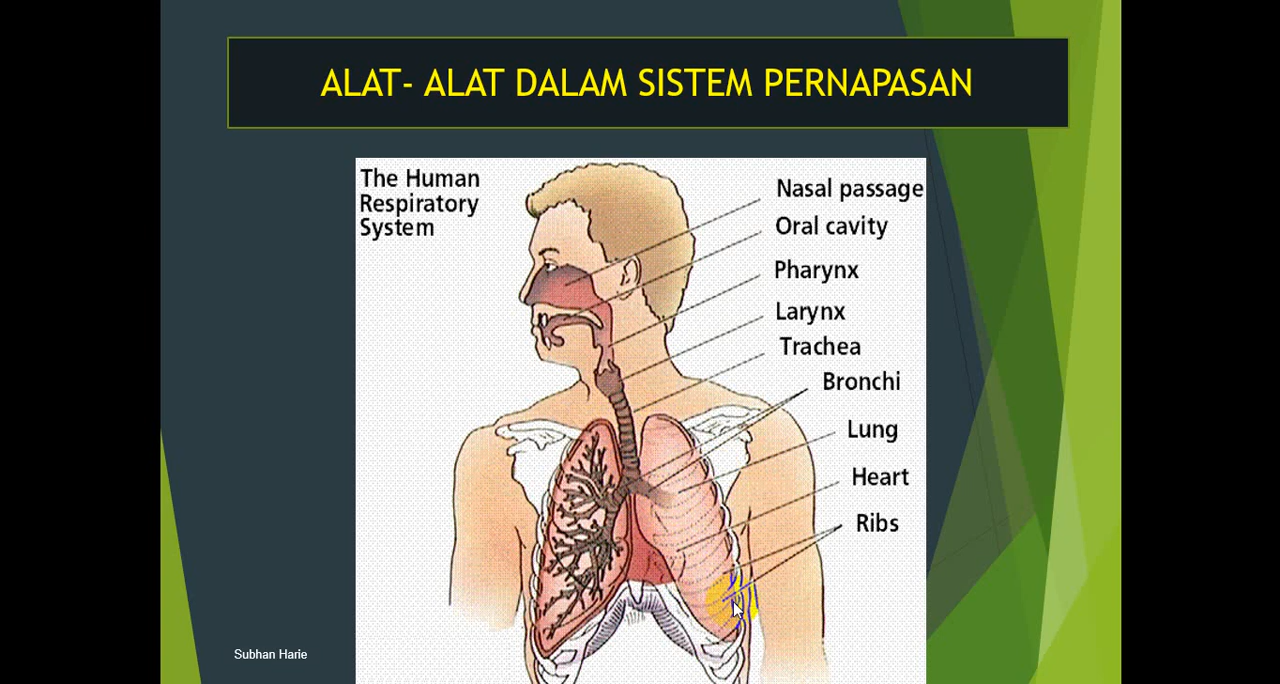 ALAT- ALAT DALAM SISTEM PERNAPASAN
The Human
Respiratory
System
Nasal passage
Oral cavity
Pharynx
Larynx
Trachea
Bronchi
Lung
Heart
Ribs
Subhan Harie